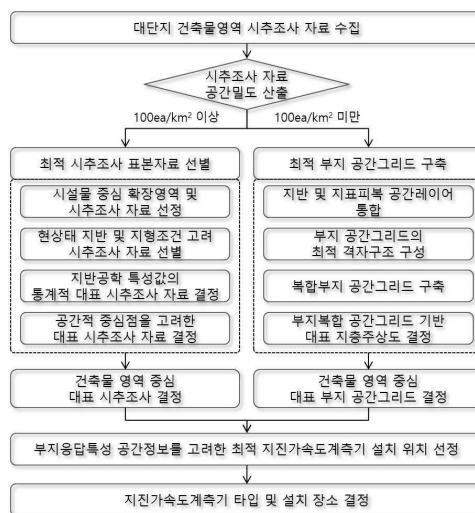 대단지 건축물영역 시추조사 자료 수집
시추조사 자료
공간밀도 산출
100ea/km² 이상
100ea/km² 미만
최적 시추조사 표본자료 선별
시설물 중심 확장영역 및
시추조사 자료 선정
현상태 지반 및 지형조건 고려
시추조사 자료 선별
지반공학 특성값의
통계적 대표 시추조사 자료 결정
공간적 중심점을 고려한
대표 시추조사 자료 결정
건축물 영역 중심
대표 시추조사 결정
최적 부지 공간그리드 구축
지반 및 지표피복 공간레이어
통합
부지 공간그리드의
최적 격자구조 구성
복합부지 공간그리드 구축
부지복합 공간그리드 기반
대표 지층주상도 결정
건축물 영역 중심
대표 부지 공간그리드 결정
부지응답특성 공간정보를 고려한 최적 지진가속도계측기 설치 위치 선정
지진가속도계측기 타입 및 설치 장소 결정